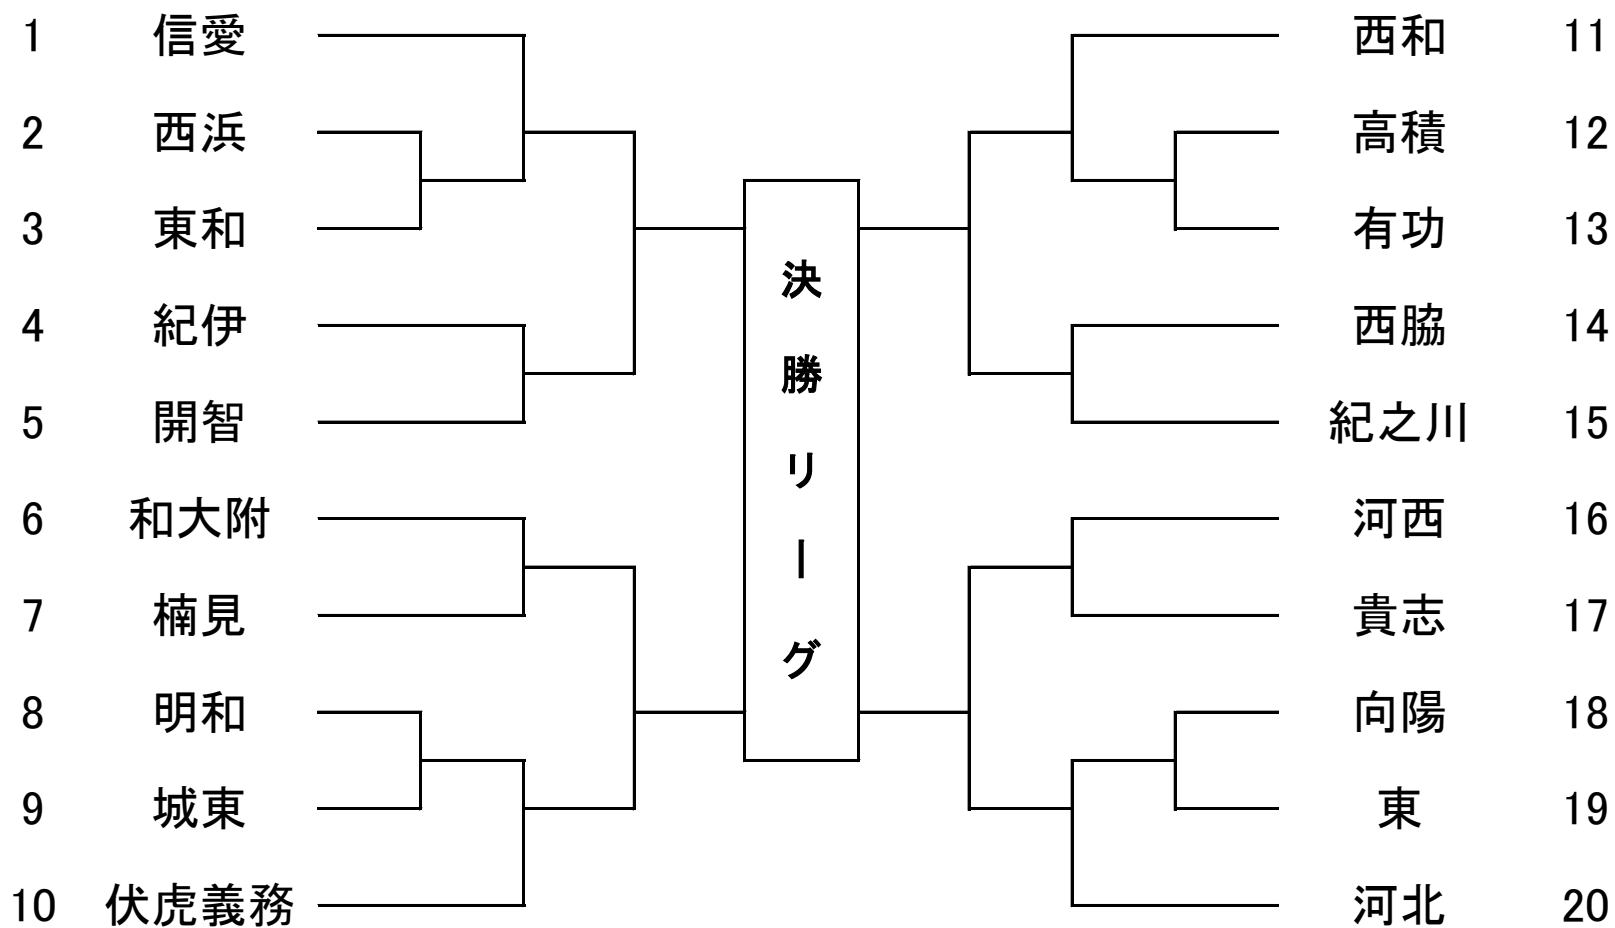 1 信愛 西和 11
2 西浜 高積 12
3 東和 有功 13
4 紀伊 西脇 14
5 開智 紀之川 15
6 和大附 河西 16
7 楠見 貴志 17
8 明和 向陽 18
9 城東 東 19
10 伏虎義務 河北 20
決勝リーグ